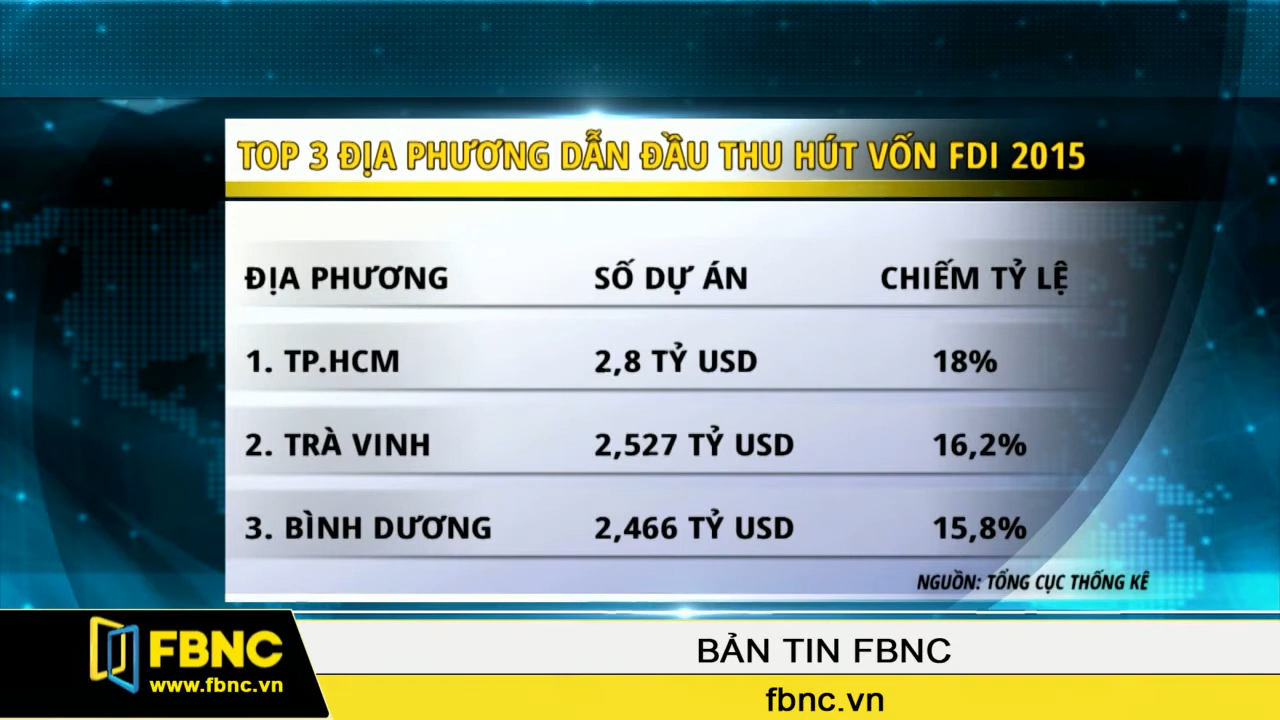 TOP 3 ĐỊA PHƯƠNG DẪN ĐẦU THU HÚT VỐN FDI 2015
ĐỊA PHƯƠNG SỐ DỰ ÁN CHIẾM TỶ LỆ
1. TP.HCM 2,8 TỶ USD 18%
2. TRÀ VINH 2,527 TỶ USD 16,2%
3. BÌNH DƯƠNG 2,466 TỶ USD 15,8%
NGUỒN: TỔNG CỤC THỐNG KÊ
FBNC
www.fbnc.vn
BẢN TIN FBNC
fbnc.vn